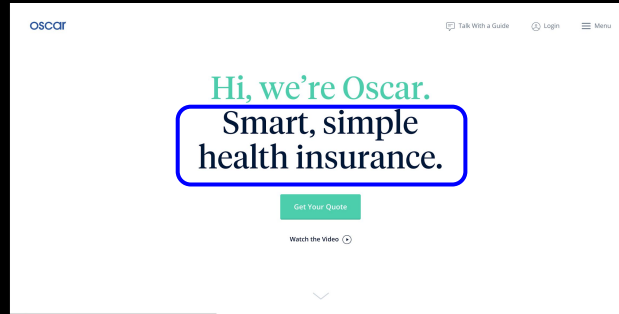 oscar
Talk With a Guide
Login
Menu
Hi, we're Oscar.
Smart, simple
health insurance.
Get Your Quote
Watch the Video